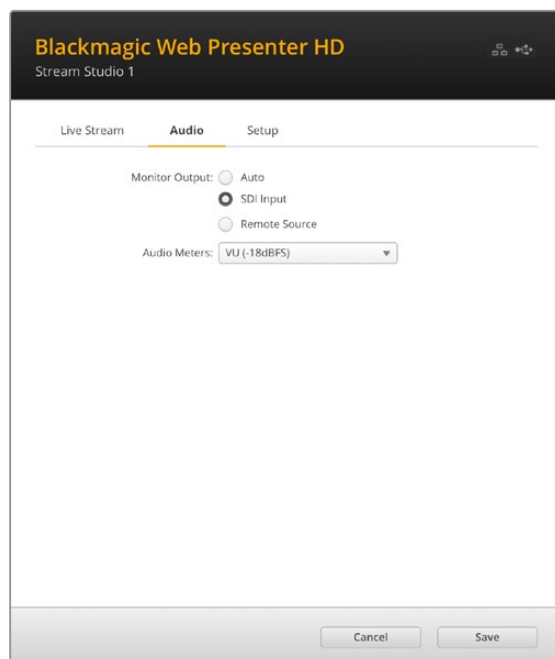 Blackmagic Web Presenter HD
Stream Studio 1
Live Stream Audio Setup
Monitor Output: Auto
SDI Input
Remote Source
Audio Meters: VU (-18dBFS)
Cancel Save